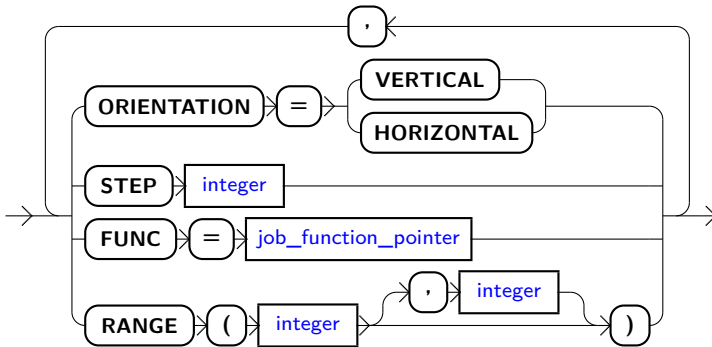 ,
ORIENTATION = VERTICAL
HORIZONTAL
STEP integer
FUNC = job_function_pointer
RANGE ( integer , integer )